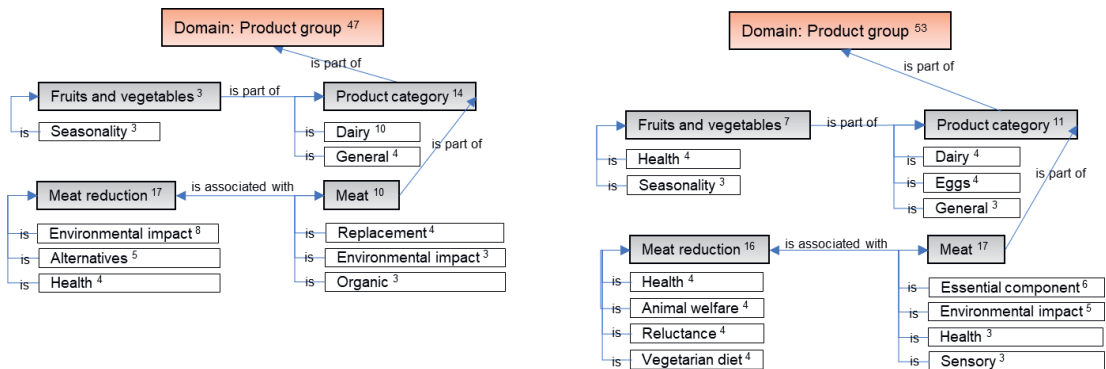 Domain: Product group 47
is part of
Fruits and vegetables 3
is part of
Product category 14
is
Seasonality 3
is
Dairy 10
is
General 4
is part of
Meat reduction 17
is associated with
Meat 10
is
Environmental impact 8
is
Alternatives 5
is
Health 4
is
Replacement 4
is
Environmental impact 3
is
Organic 3
Domain: Product group 53
is part of
Fruits and vegetables 7
is part of
Product category 11
is
Health 4
is
Seasonality 3
is
Dairy 4
is
Eggs 4
is
General 3
is part of
Meat reduction 16
is associated with
Meat 17
is
Health 4
is
Animal welfare 4
is
Reluctance 4
is
Vegetarian diet 4
is
Essential component 6
is
Environmental impact 5
is
Health 3
is
Sensory 3